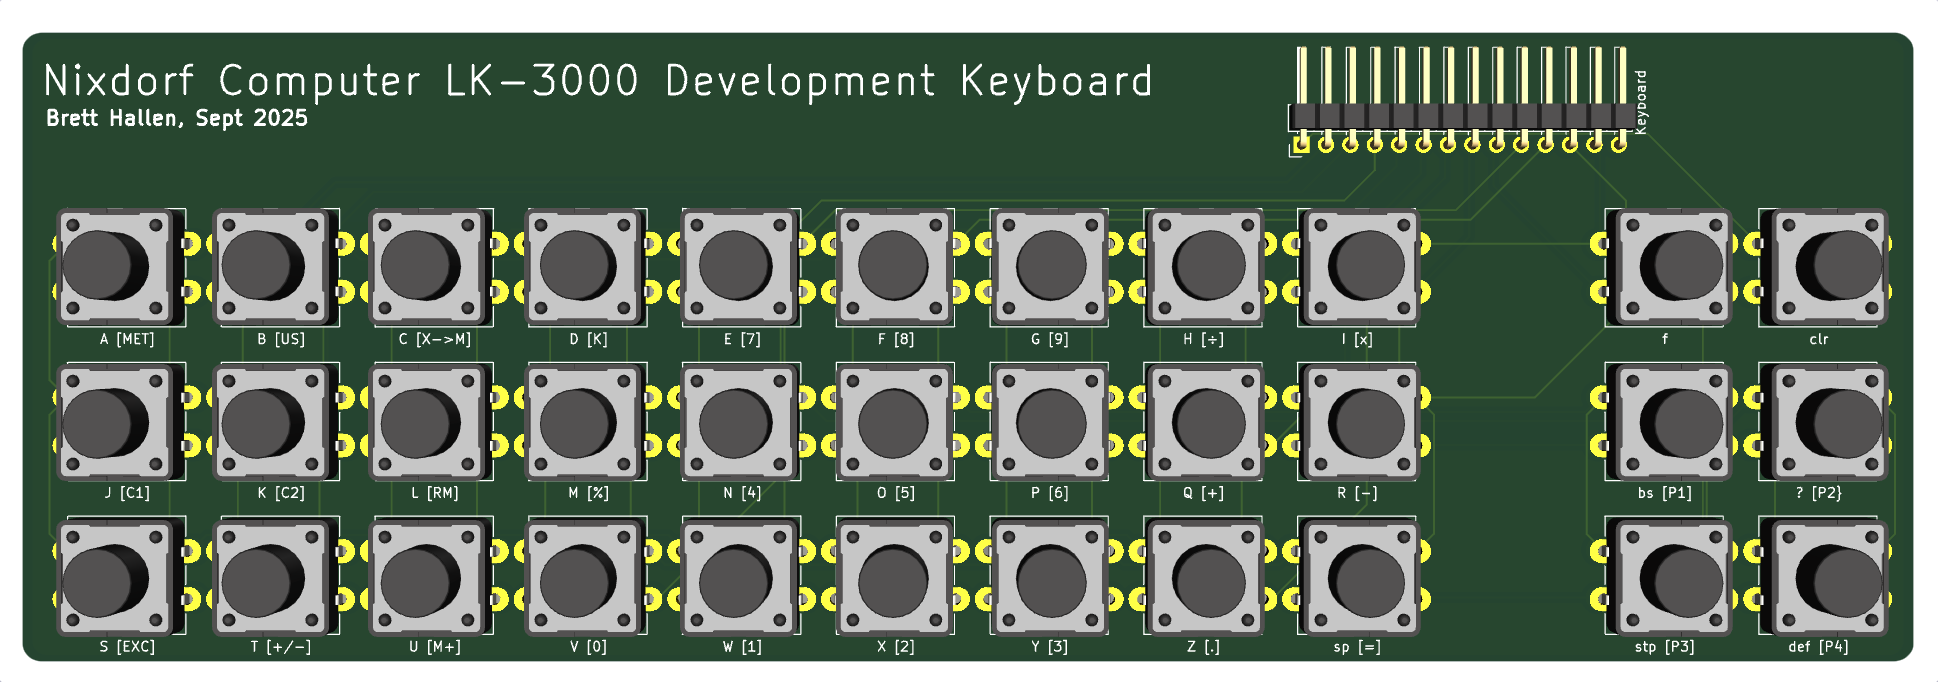 Nixdorf Computer LK-3000 Development Keyboard
Brett Hallen, Sept 2025
Keyboard
A [MET] B [US] C [X->M] D [K] E [7] F [8] G [9] H [÷] I [x] f clr
J [C1] K [C2] L [RM] M [%] N [4] O [5] P [6] Q [+] R [-] bs [P1] ? [P2}
S [EXC] T [+/-] U [M+] V [0] W [1] X [2] Y [3] Z [.] sp [=] stp [P3] def [P4]